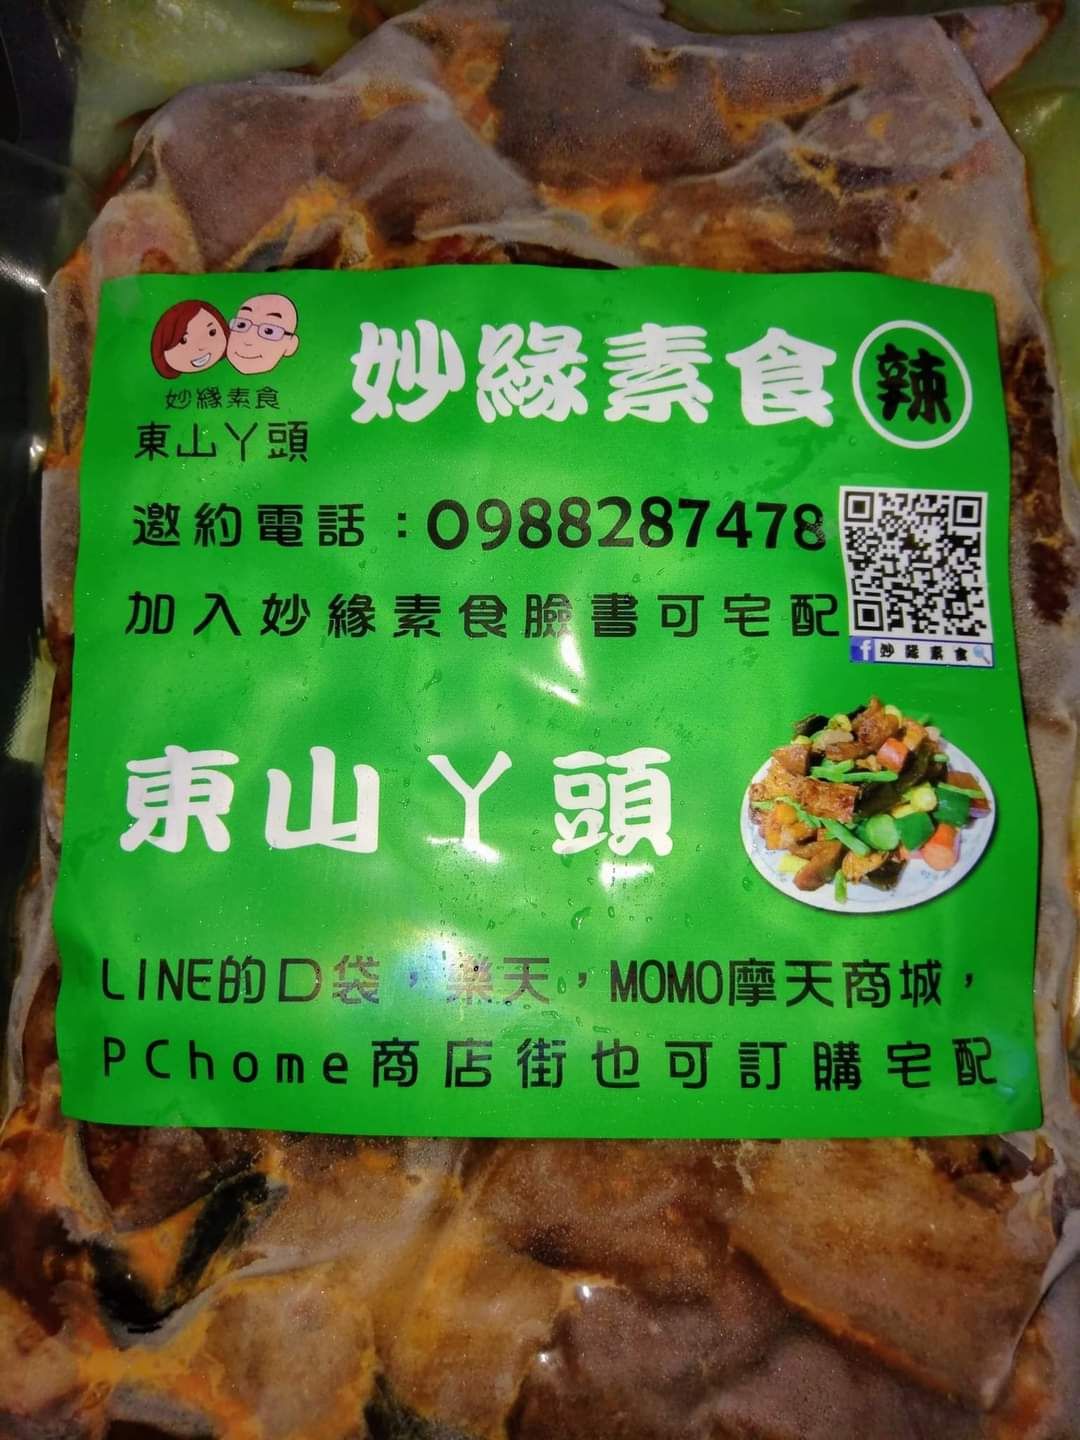 妙緣素食 辣
妙緣素食
東山丫頭
邀約電話：0988287478
加入妙緣素食臉書可宅配
f 妙緣素食
東山丫頭
LINE的口袋，樂天，MOMO摩天商城，
PChome商店街也可訂購宅配